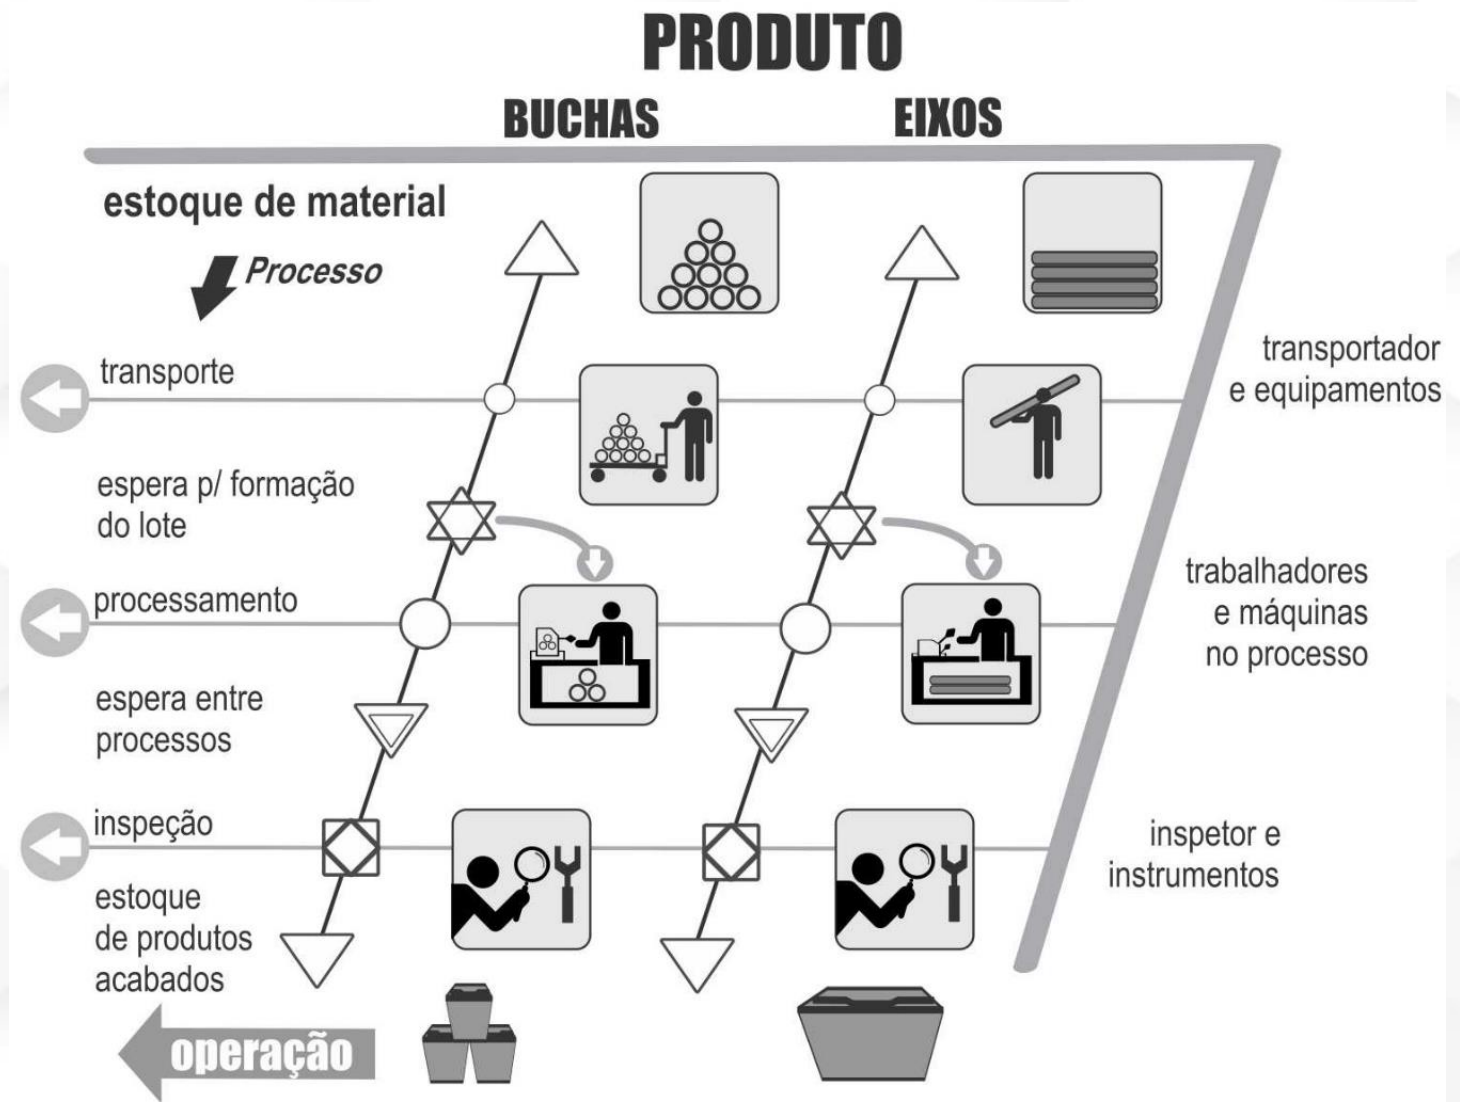 PRODUTO
BUCHAS
EIXOS
estoque de material
Processo
transporte
transportador
e equipamentos
espera p/ formação
do lote
processamento
trabalhadores
e máquinas
no processo
espera entre
processos
inspeção
inspetor e
instrumentos
estoque
de produtos
acabados
operação